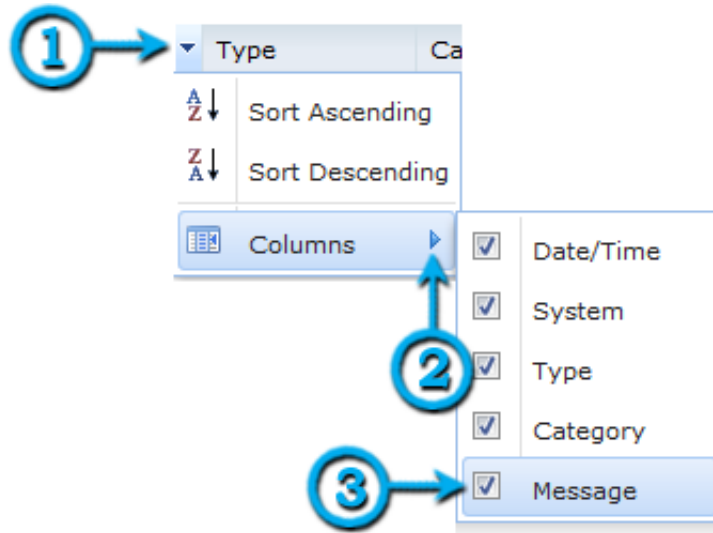 1 Type Ca
A Z Sort Ascending
Z A Sort Descending
Columns Date/Time
System
2 Type
Category
3 Message